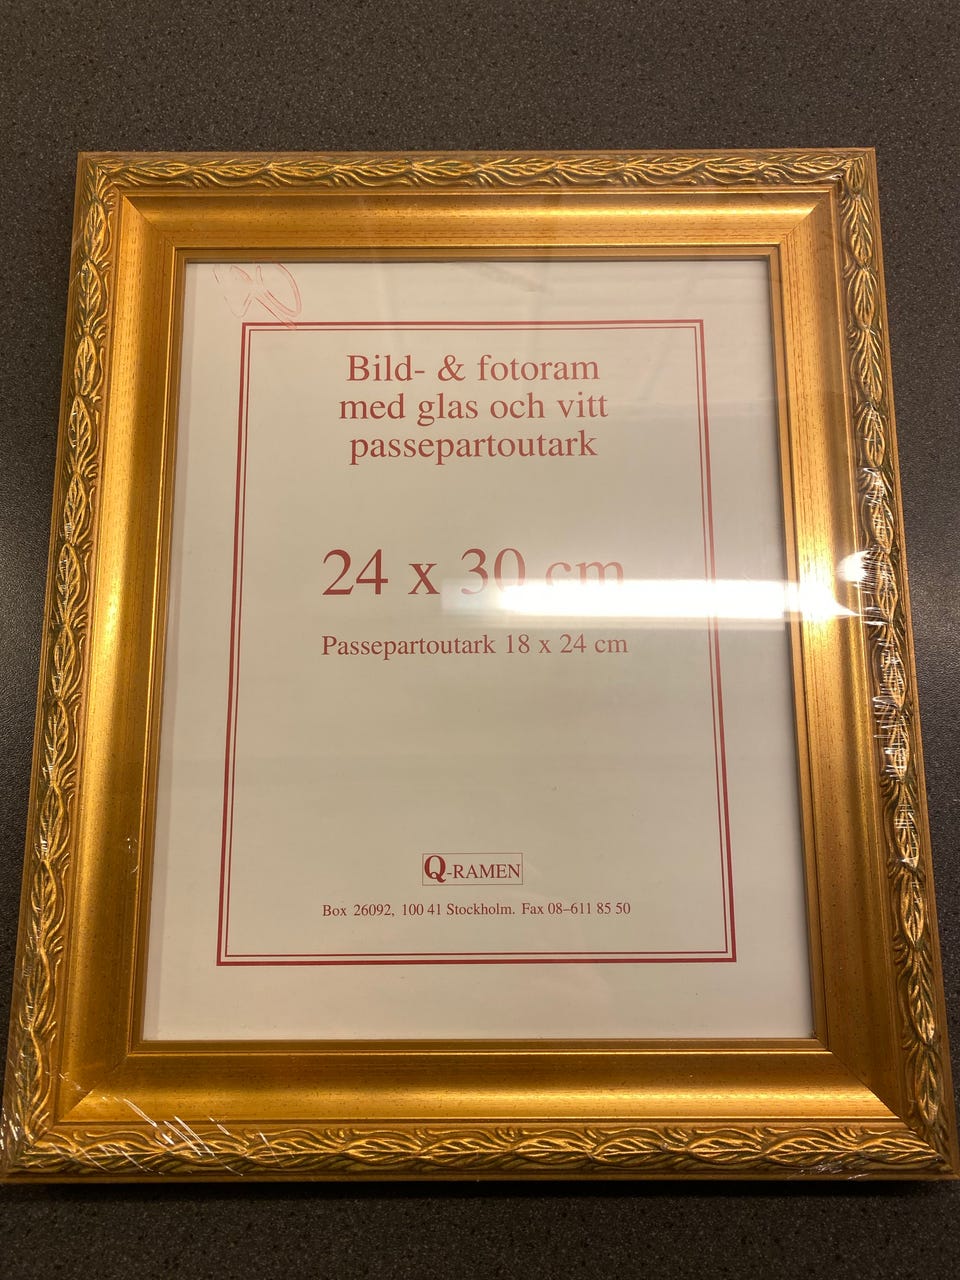 Bild- & fotoram
med glas och vitt
passepartoutark
24 x 30 cm
Passepartoutark 18 x 24 cm
Q-RAMEN
Box 26092, 100 41 Stockholm. Fax 08–611 85 50